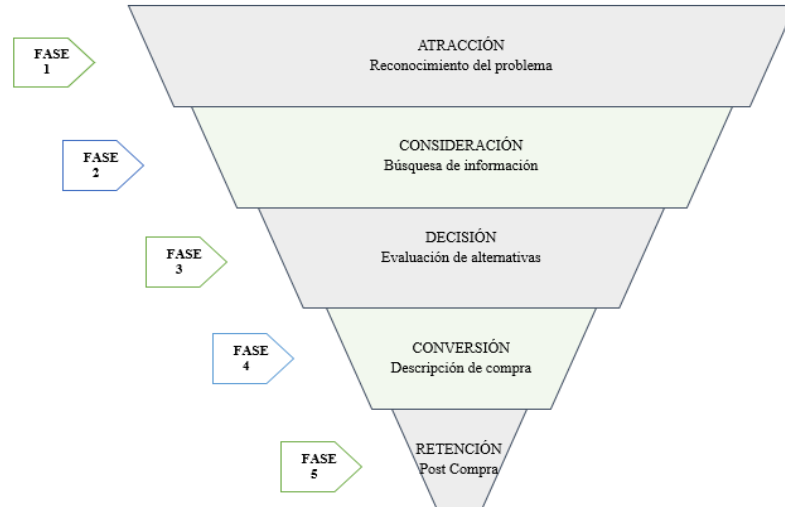 FASE
1
ATRACCIÓN
Reconocimiento del problema
FASE
2
CONSIDERACIÓN
Búsquesa de información
FASE
3
DECISIÓN
Evaluación de alternativas
FASE
4
CONVERSIÓN
Descripción de compra
FASE
5
RETENCIÓN
Post Compra